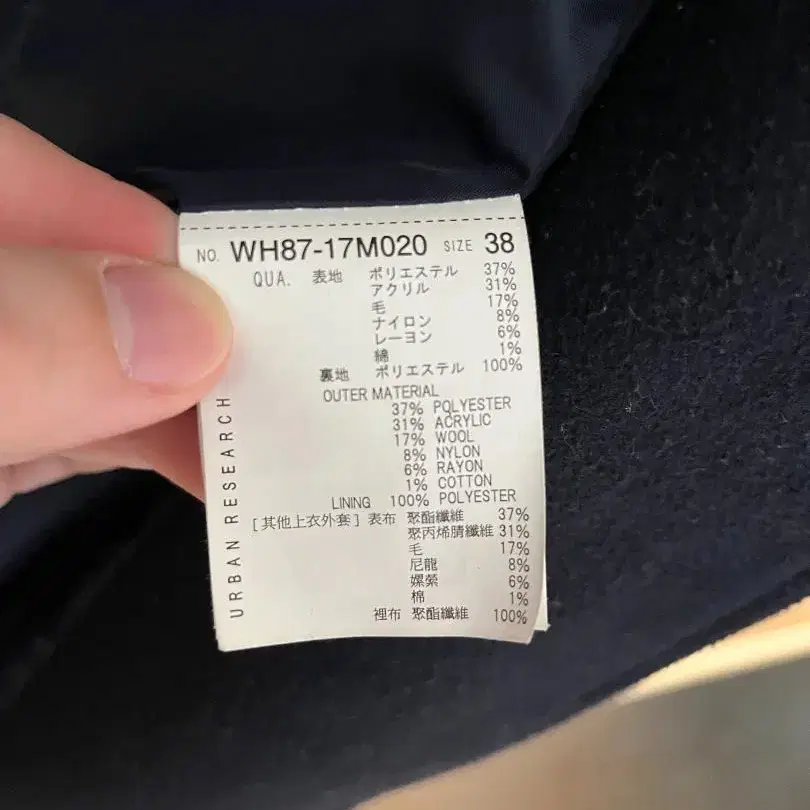 NO. WH87-17M020 SIZE 38
QUA. 表地 ポリエステル 37%
アクリル 31%
毛 17%
ナイロン 8%
レーヨン 6%
綿 1%
裏地 ポリエステル 100%
OUTER MATERIAL
37% POLYESTER
31% ACRYLIC
17% WOOL
8% NYLON
6% RAYON
1% COTTON
LINING 100% POLYESTER
[其他上衣外套] 表布 聚酯纖維 37%
聚丙烯腈纖維 31%
毛 17%
尼龍 8%
嫘縈 6%
棉 1%
裡布 聚酯纖維 100%
URBAN RESEARCH